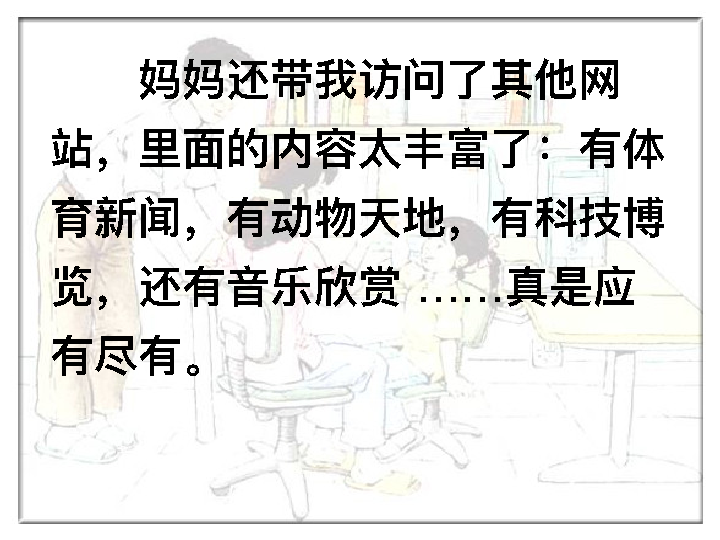 妈妈还带我访问了其他网
站，里面的内容太丰富了：有体
育新闻，有动物天地，有科技博
览，还有音乐欣赏 ……真是应
有尽有。